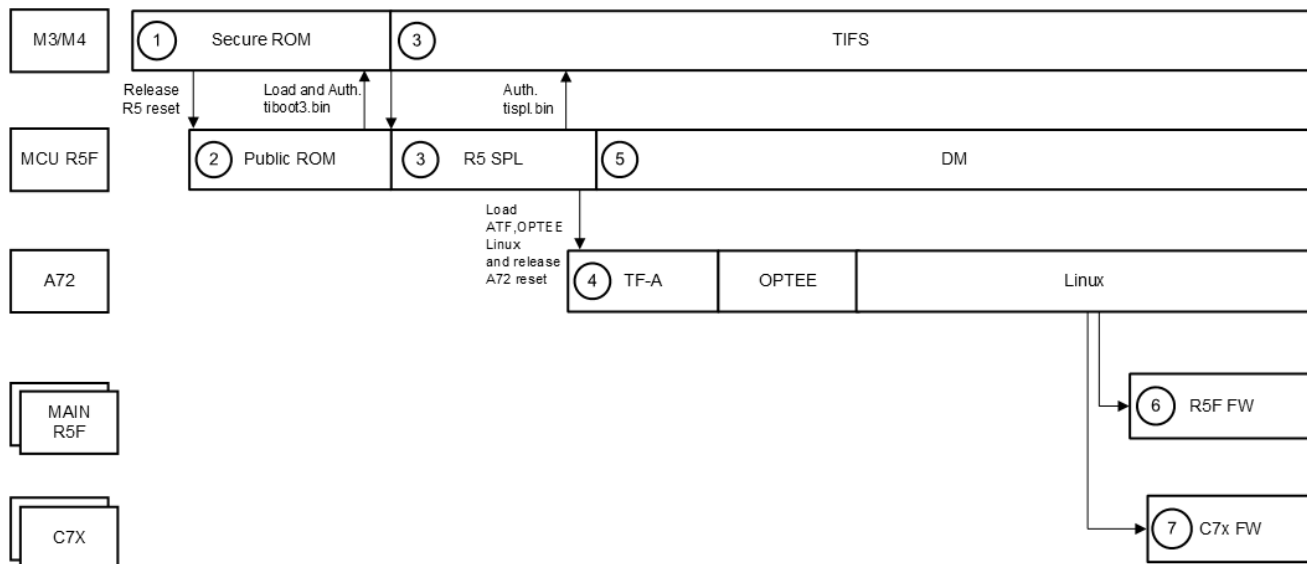 M3/M4
1
Secure ROM
3
TIFS
Release
R5 reset
Load and Auth.
tiboot3.bin
Auth.
tispl.bin
MCU R5F
2
Public ROM
3
R5 SPL
5
DM
Load
ATF,OPTEE
Linux
and release
A72 reset
A72
4
TF-A
OPTEE
Linux
MAIN
R5F
6
R5F FW
C7X
7
C7x FW